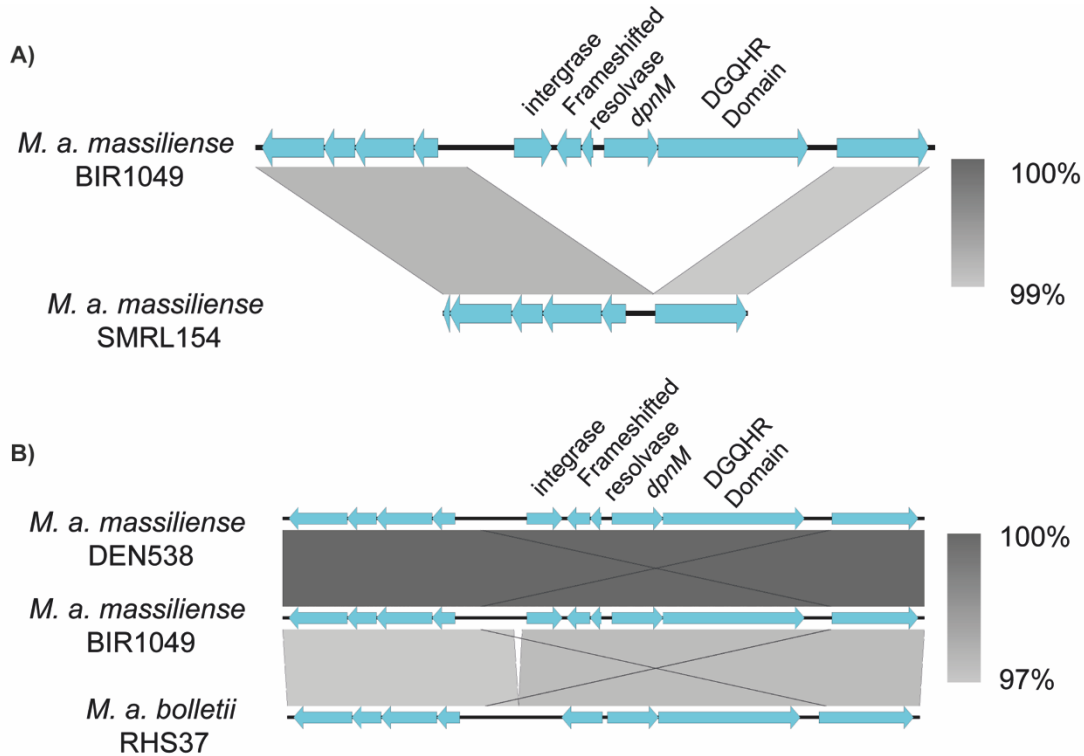 A)
intergrase
Frameshifted
resolvase
dpnM
DGQHR
Domain
M. a. massiliense
BIR1049
100%
99%
M. a. massiliense
SMRL154
B)
integrase
Frameshifted
resolvase
dpnM
DGQHR
Domain
M. a. massiliense
DEN538
100%
M. a. massiliense
BIR1049
97%
M. a. bolletii
RHS37